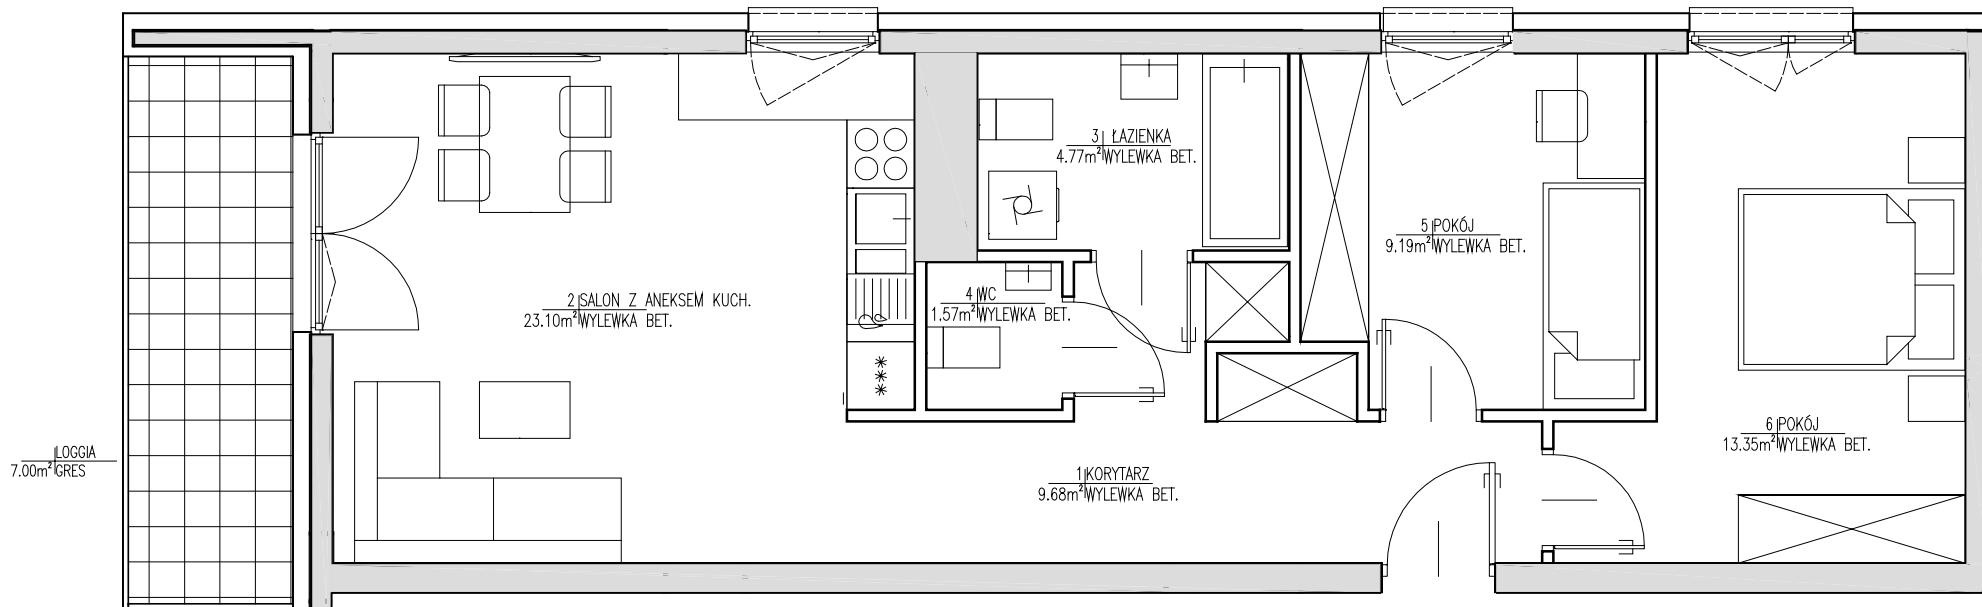 3 ŁAZIENKA
4.77m² WYLEWKA BET.
5 POKÓJ
9.19m² WYLEWKA BET.
2 SALON Z ANEKSEM KUCH.
23.10m² WYLEWKA BET.
4 WC
1.57m² WYLEWKA BET.
6 POKÓJ
13.35m² WYLEWKA BET.
LOGGIA
7.00m² GRES
1 KORYTARZ
9.68m² WYLEWKA BET.